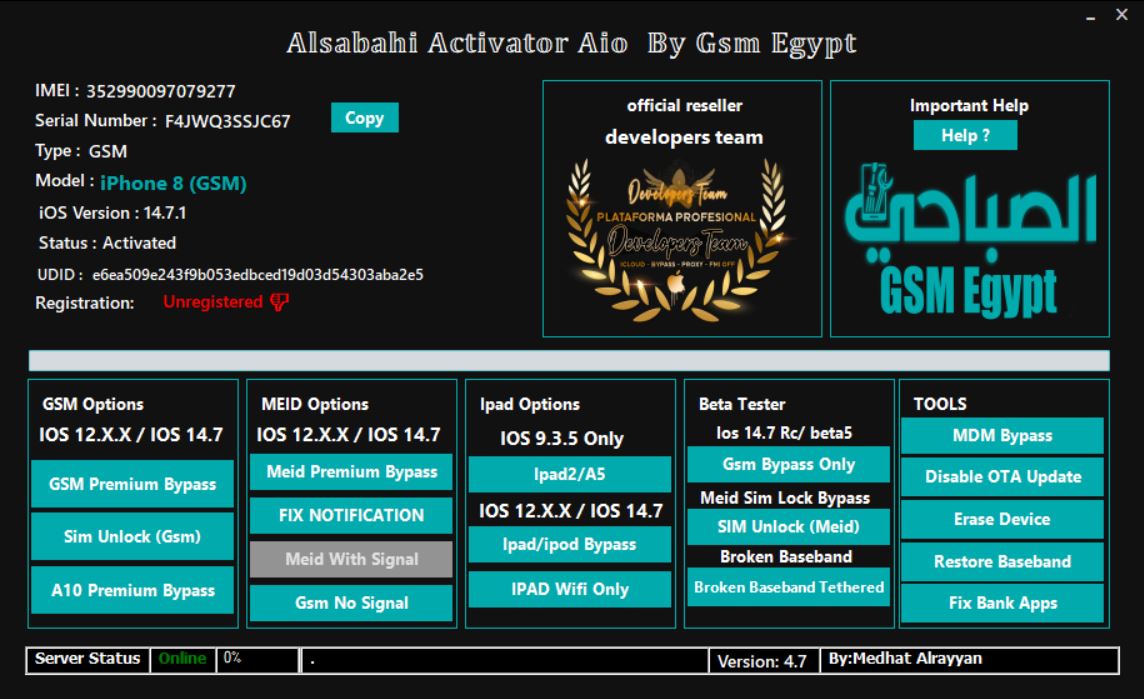 Alsabahi Activator Aio By Gsm Egypt
IMEI : 352990097079277
Serial Number : F4JWQ3SSJC67
Copy
Type : GSM
Model : iPhone 8 (GSM)
iOS Version : 14.7.1
Status : Activated
UDID : e6ea509e243f9b053edbced19d03d54303aba2e5
Registration: Unregistered
official reseller
developers team
Developers Team
PLATAFORMA PROFESIONAL
Developers Team
ICLOUD - BYPASS - PROXY - FMI OFF
Important Help
Help ?
الصباحي
GSM Egypt
GSM Options
IOS 12.X.X / IOS 14.7
GSM Premium Bypass
Sim Unlock (Gsm)
A10 Premium Bypass
MEID Options
IOS 12.X.X / IOS 14.7
Meid Premium Bypass
FIX NOTIFICATION
Meid With Signal
Gsm No Signal
Ipad Options
IOS 9.3.5 Only
Ipad2/A5
IOS 12.X.X / IOS 14.7
Ipad/ipod Bypass
IPAD Wifi Only
Beta Tester
Ios 14.7 Rc/ beta5
Gsm Bypass Only
Meid Sim Lock Bypass
SIM Unlock (Meid)
Broken Baseband
Broken Baseband Tethered
TOOLS
MDM Bypass
Disable OTA Update
Erase Device
Restore Baseband
Fix Bank Apps
Server Status Online 0% . Version: 4.7 By:Medhat Alrayyan